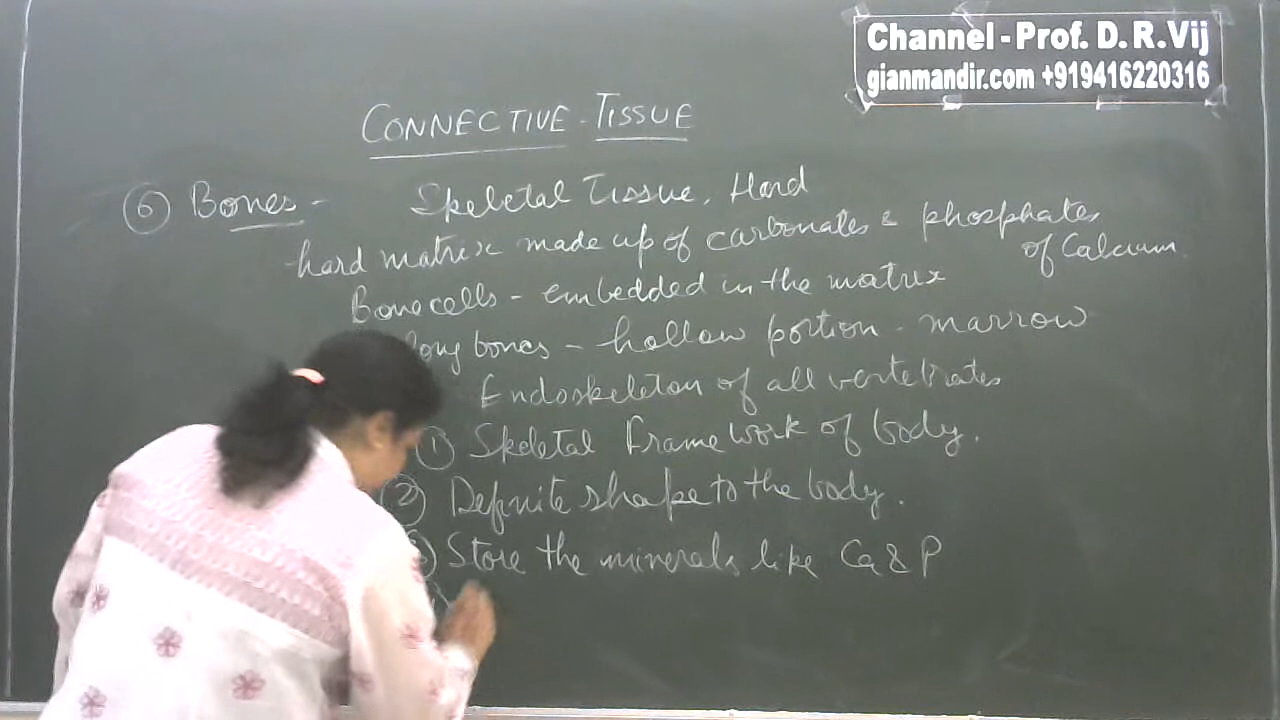 Channel - Prof. D. R. Vij
gianmandir.com +919416220316
CONNECTIVE - TISSUE
⑥ Bones - Skeletal Tissue, Hard
hard matrix made up of carbonates & phosphates
of Calcium
Bone cells - embedded in the matrix
long bones - hollow portion - marrow
Endoskeleton of all vertebrates
① Skeletal Frame work of body.
② Definite shape to the body.
Store the minerals like Ca & P